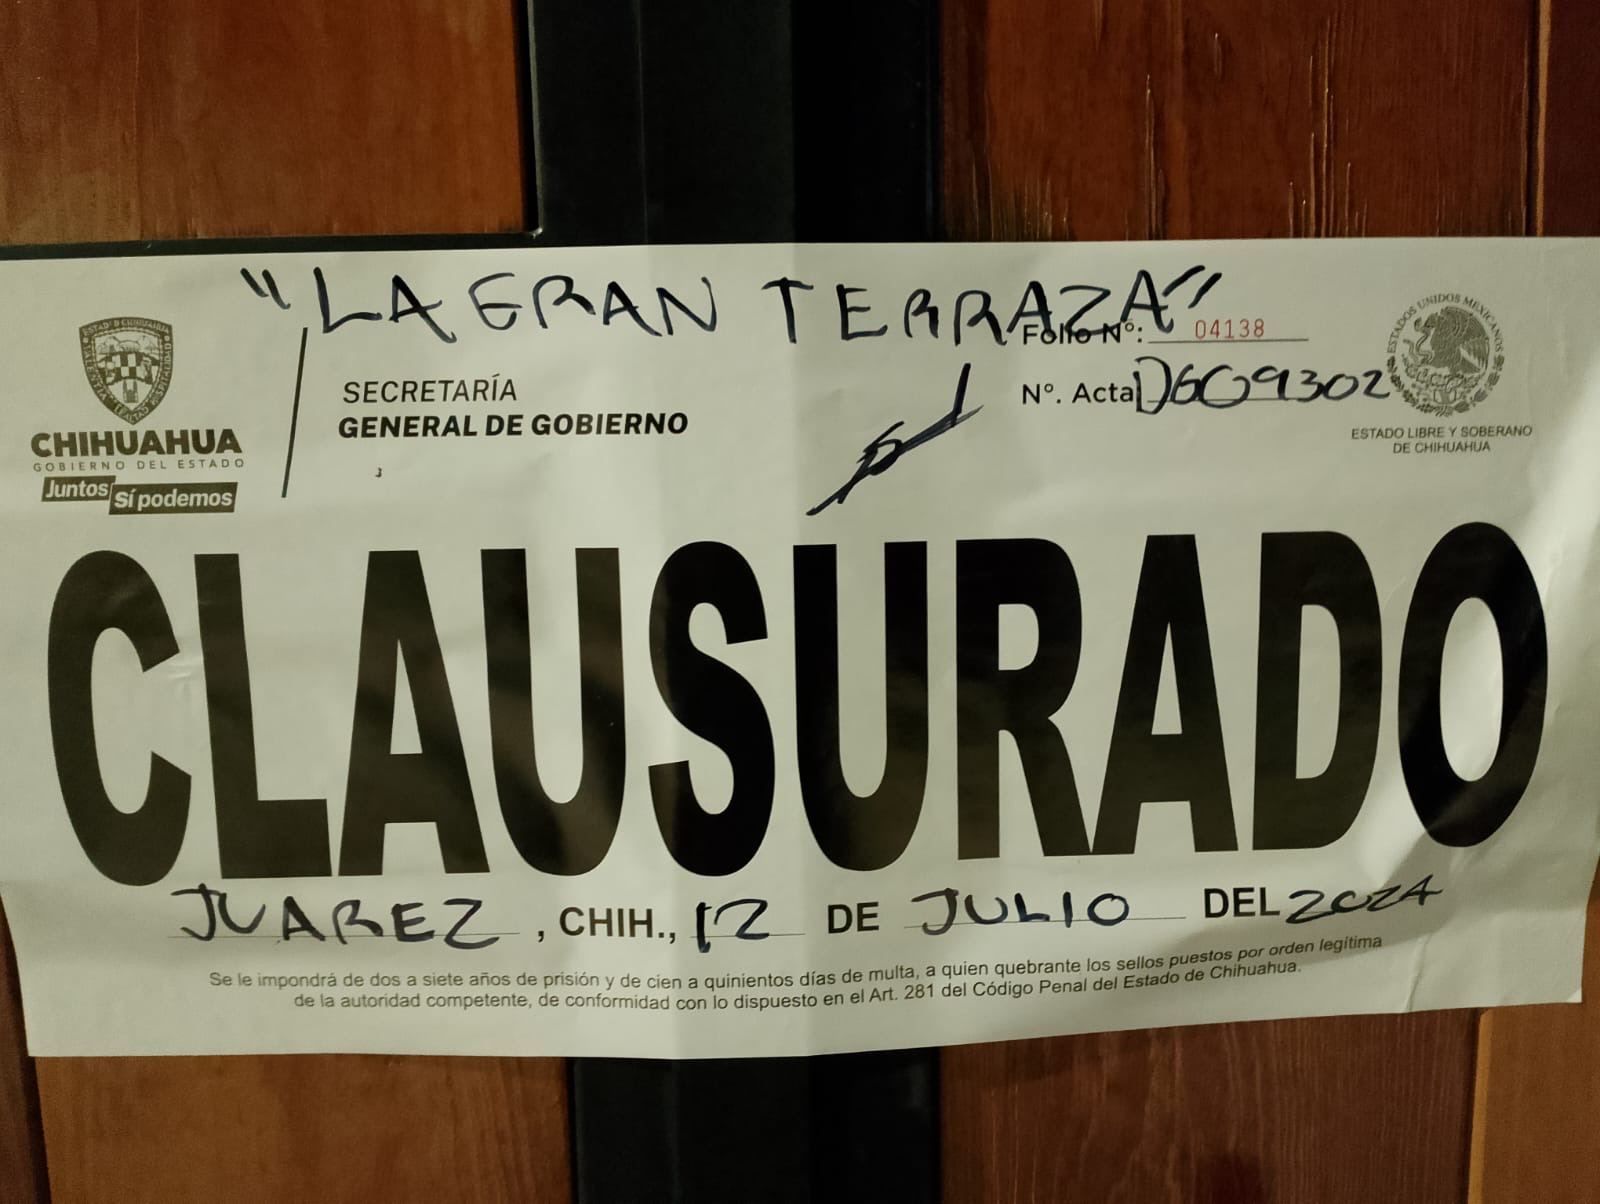 "LA GRAN TERRAZA"
Folio Nº: 04138
Nº. Acta DGG9302
ESTADOS UNIDOS MEXICANOS
ESTADO LIBRE Y SOBERANO
DE CHIHUAHUA
CHIHUAHUA
GOBIERNO DEL ESTADO
Juntos
Sí podemos
SECRETARÍA
GENERAL DE GOBIERNO
CLAUSURADO
JUAREZ, CHIH., 12 DE JULIO DEL 2024
Se le impondrá de dos a siete años de prisión y de cien a quinientos días de multa, a quien quebrante los sellos puestos por orden legítima
de la autoridad competente, de conformidad con lo dispuesto en el Art. 281 del Código Penal del Estado de Chihuahua.